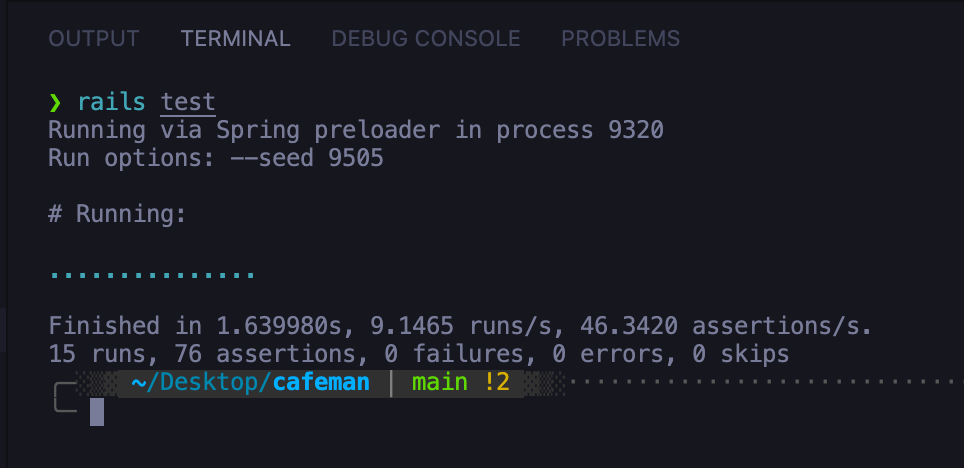 OUTPUT TERMINAL DEBUG CONSOLE PROBLEMS
❯ rails test
Running via Spring preloader in process 9320
Run options: --seed 9505
# Running:
...............
Finished in 1.639980s, 9.1465 runs/s, 46.3420 assertions/s.
15 runs, 76 assertions, 0 failures, 0 errors, 0 skips
~/Desktop/cafeman | main !2